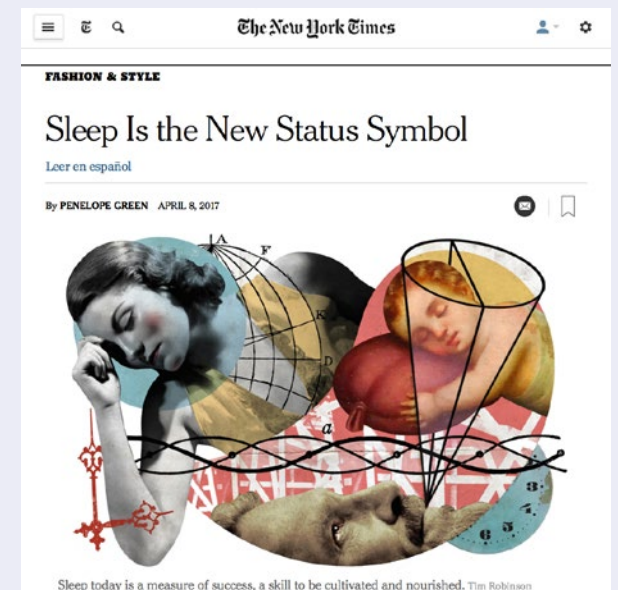 The New York Times
FASHION & STYLE
Sleep Is the New Status Symbol
Leer en español
By PENELOPE GREEN APRIL 8, 2017
A
F
K
D
a
3
4
5
6
Sleep today is a measure of success, a skill to be cultivated and nourished. Tim Robinson